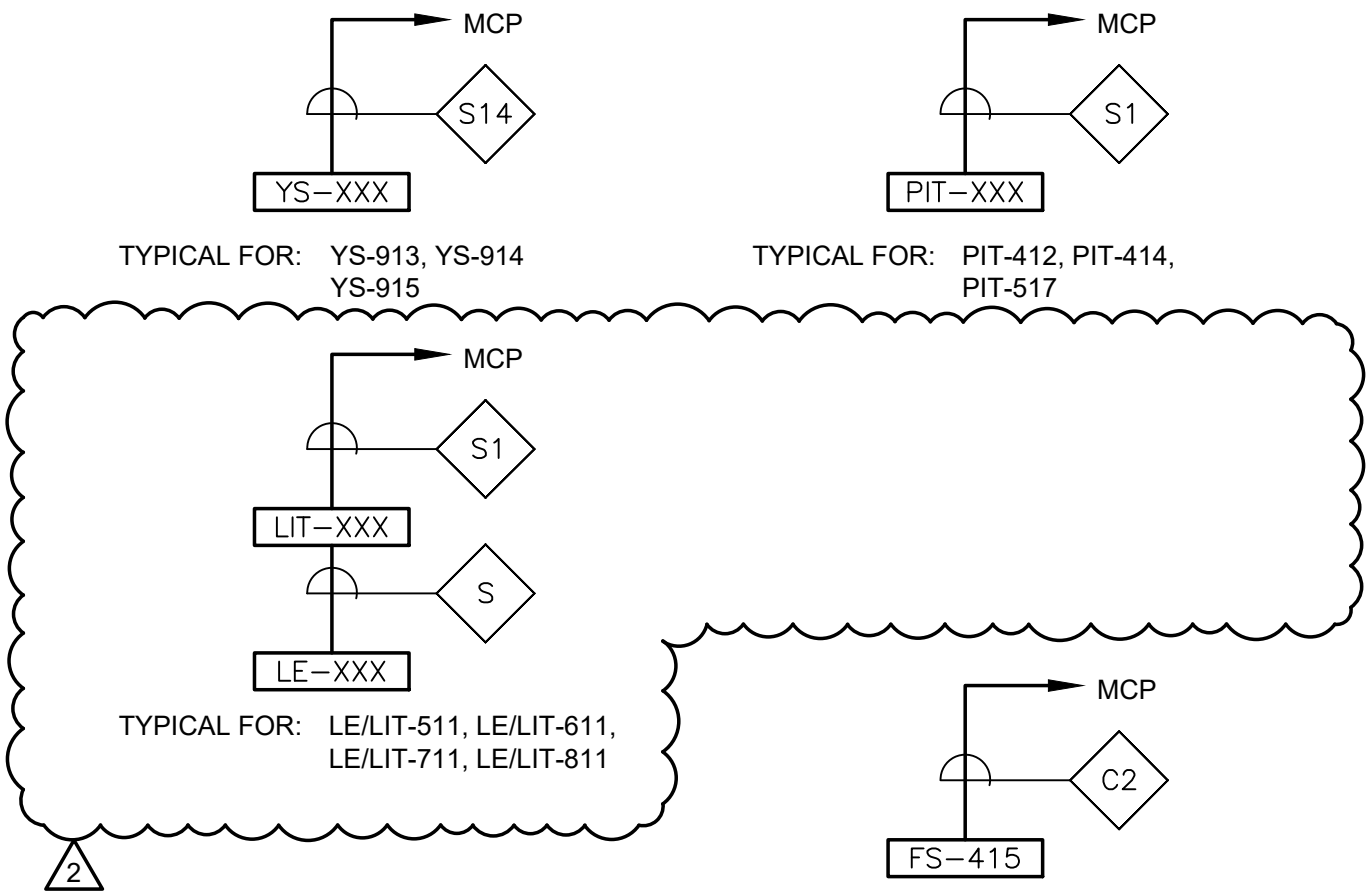 MCP
S14
YS-XXX
TYPICAL FOR: YS-913, YS-914
YS-915
MCP
S1
PIT-XXX
TYPICAL FOR: PIT-412, PIT-414,
PIT-517
MCP
S1
LIT-XXX
S
LE-XXX
TYPICAL FOR: LE/LIT-511, LE/LIT-611,
LE/LIT-711, LE/LIT-811
2
MCP
C2
FS-415